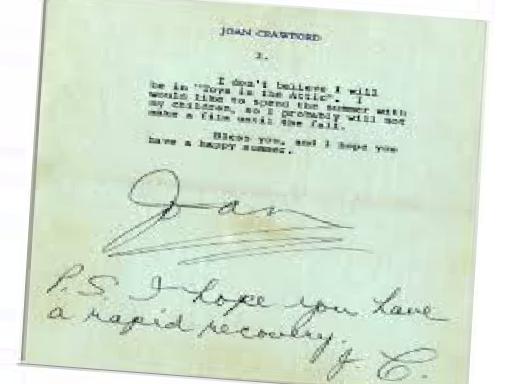 JOAN CRAWFORD
2.
I don't believe I will
be in "Toys in the Attic". I
would like to spend the summer with
my children, so I probably will not
make a film until the fall.
Bless you, and I hope you
have a happy summer.
Joan
P.S. I hope you have
a rapid recovery.
J. C.